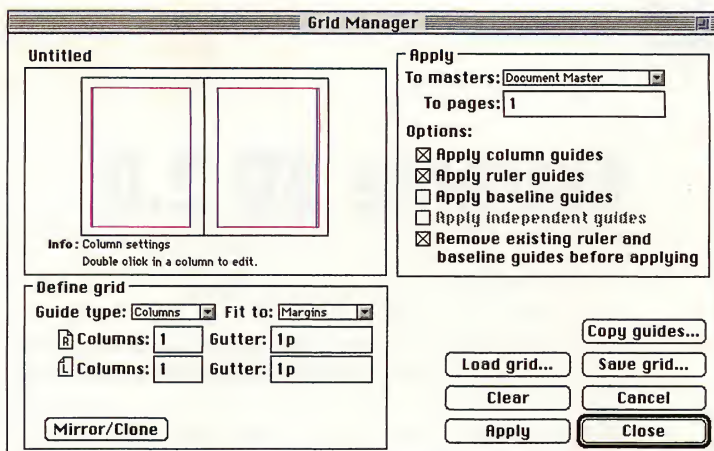 Grid Manager
Untitled
Info: Column settings
Double click in a column to edit.
Define grid
Guide type: Columns Fit to: Margins
R Columns: 1 Gutter: 1p
L Columns: 1 Gutter: 1p
Mirror/Clone
Apply
To masters: Document Master
To pages: 1
Options:
Apply column guides
Apply ruler guides
Apply baseline guides
Apply independent guides
Remove existing ruler and
baseline guides before applying
Copy guides...
Load grid... Save grid...
Clear Cancel
Apply Close